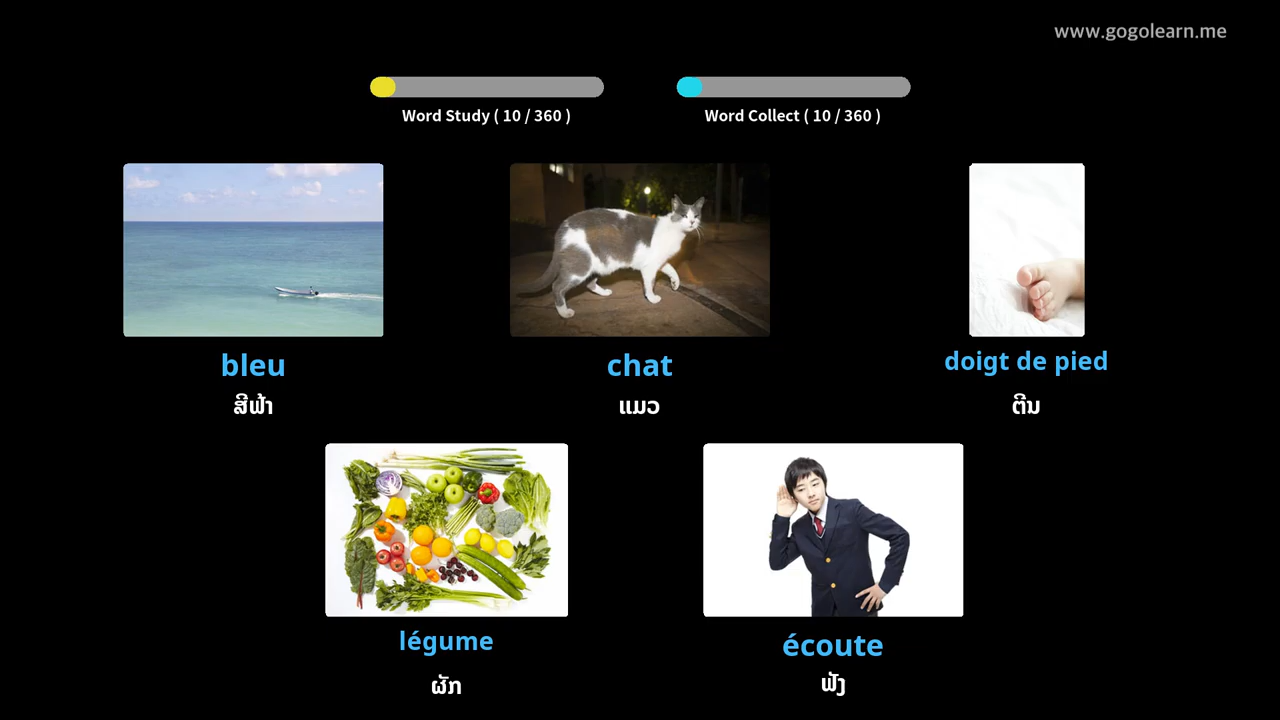 www.gogolearn.me
Word Study ( 10 / 360 )
Word Collect ( 10 / 360 )
bleu
ສີຟ້າ
chat
ແມວ
doigt de pied
ຕີນ
légume
ຜັກ
écoute
ຟັງ